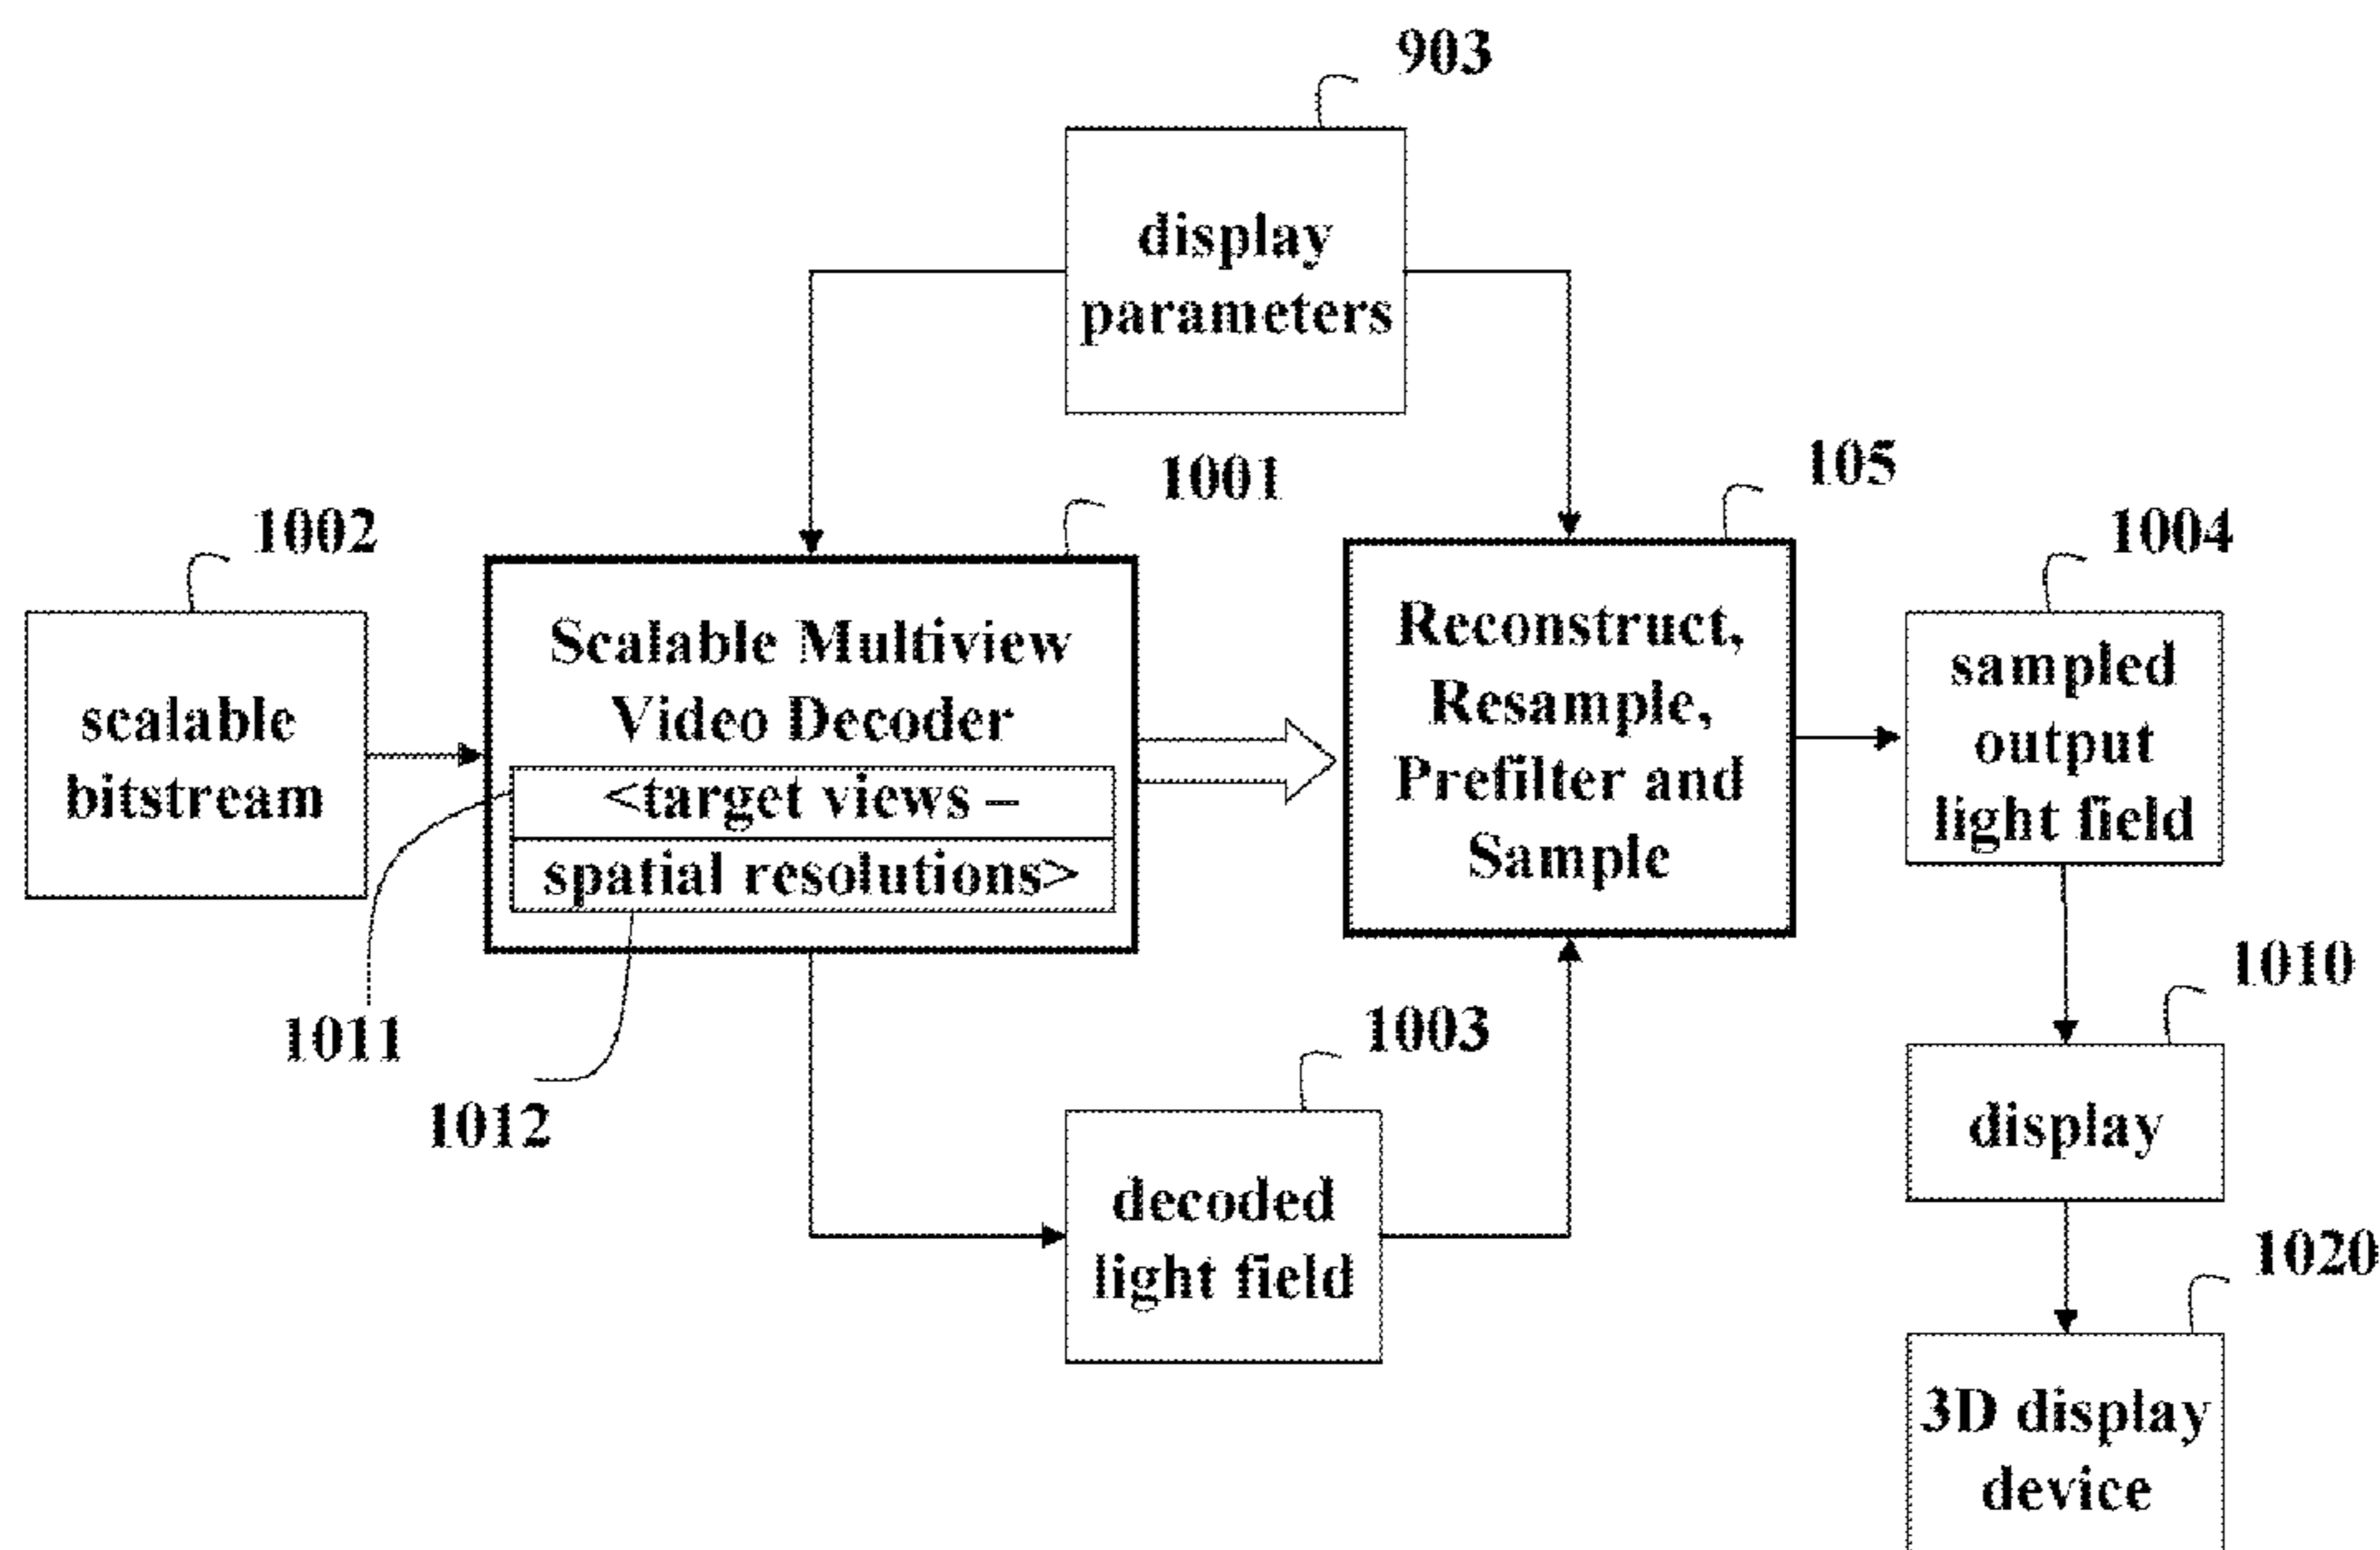 903
display
parameters
1001
105
1002
1004
scalable
bitstream
Scalable Multiview
Video Decoder
<target views –
spatial resolutions>
Reconstruct,
Resample,
Prefilter and
Sample
sampled
output
light field
1011
1012
1003
1010
decoded
light field
display
1020
3D display
device